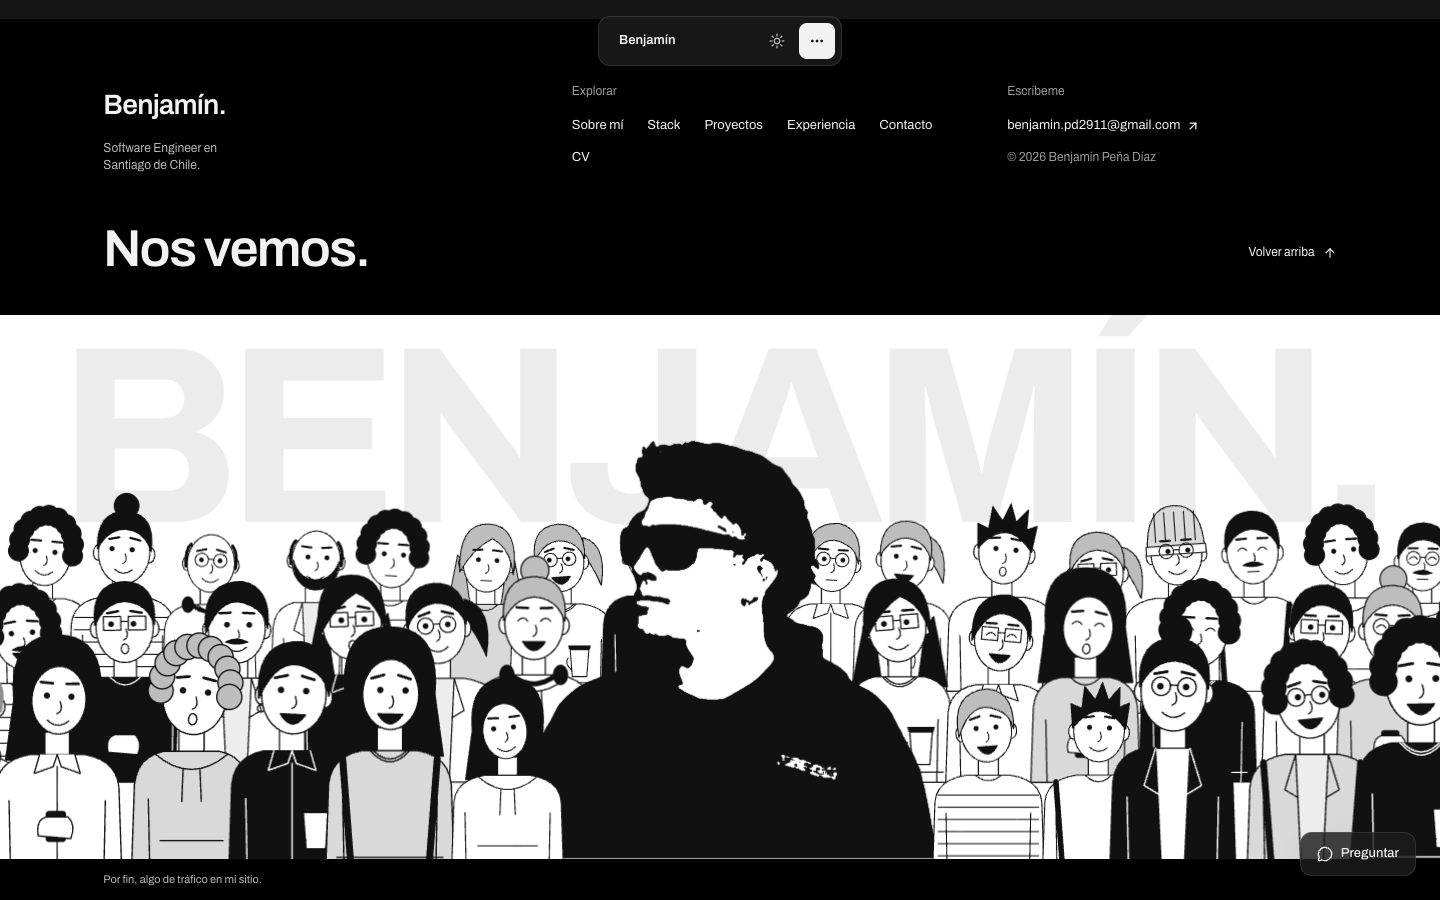 Benjamín
Benjamín.
Software Engineer en
Santiago de Chile.
Explorar
Sobre mí Stack Proyectos Experiencia Contacto
CV
Escríbeme
benjamin.pd2911@gmail.com
© 2026 Benjamín Peña Díaz
Nos vemos.
Volver arriba
BENJAMÍN.
Preguntar
Por fin, algo de tráfico en mi sitio.